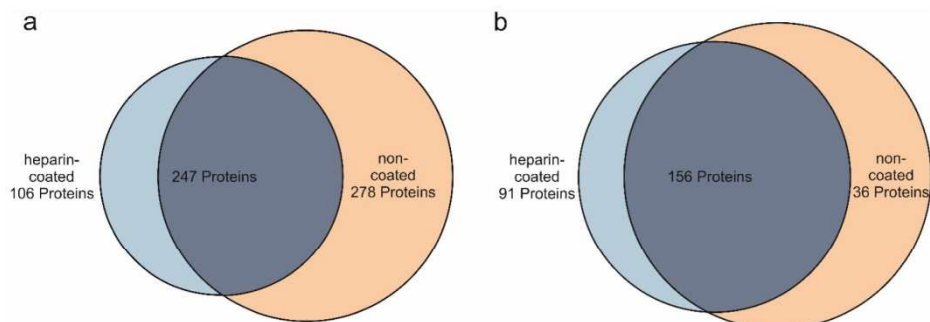 a
heparin-
coated
106 Proteins
247 Proteins
non-
coated
278 Proteins
b
heparin-
coated
91 Proteins
156 Proteins
non-
coated
36 Proteins